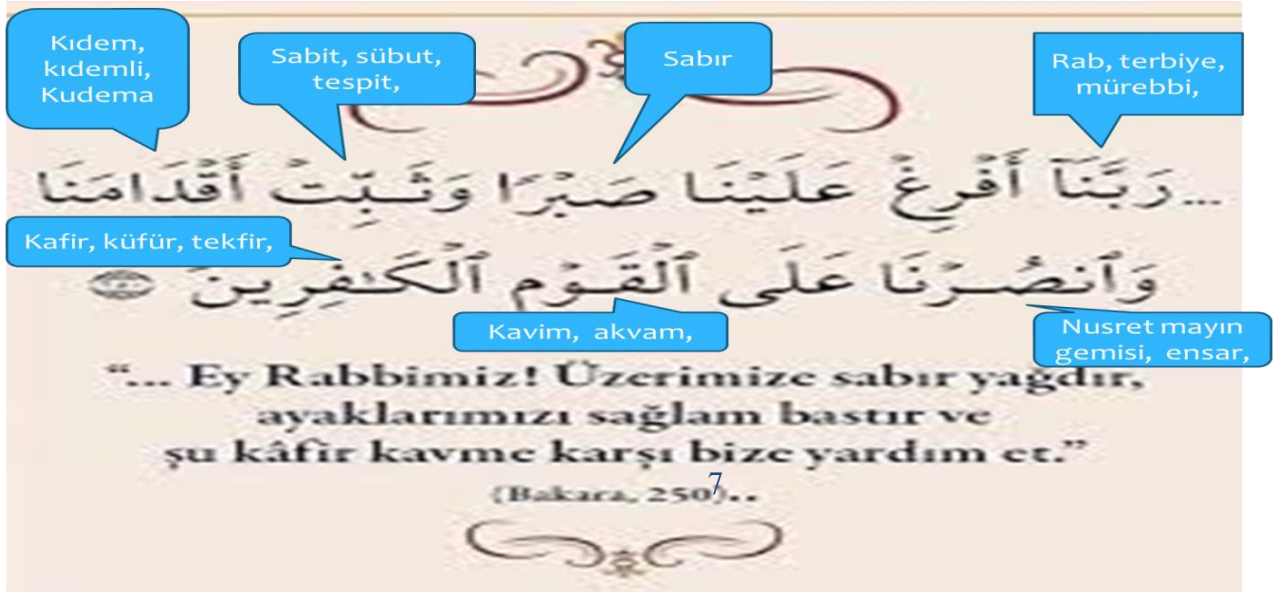 Kıdem,
kıdemli,
Kudema
Sabit, sübut,
tespit,
Sabır
Rab, terbiye,
mürebbi,
...رَبَّنَآ أَفْرِغْ عَلَيْنَا صَبْرًا وَثَبِّتْ أَقْدَامَنَا
Kafir, küfür, tekfir,
وَٱنصُرْنَا عَلَى ٱلْقَوْمِ ٱلْكَـٰفِرِينَ
Kavim, akvam,
Nusret mayın
gemisi, ensar,
“... Ey Rabbimiz! Üzerimize sabır yağdır,
ayaklarımızı sağlam bastır ve
şu kâfir kavme karşı bize yardım et.”
7
(Bakara, 250)..